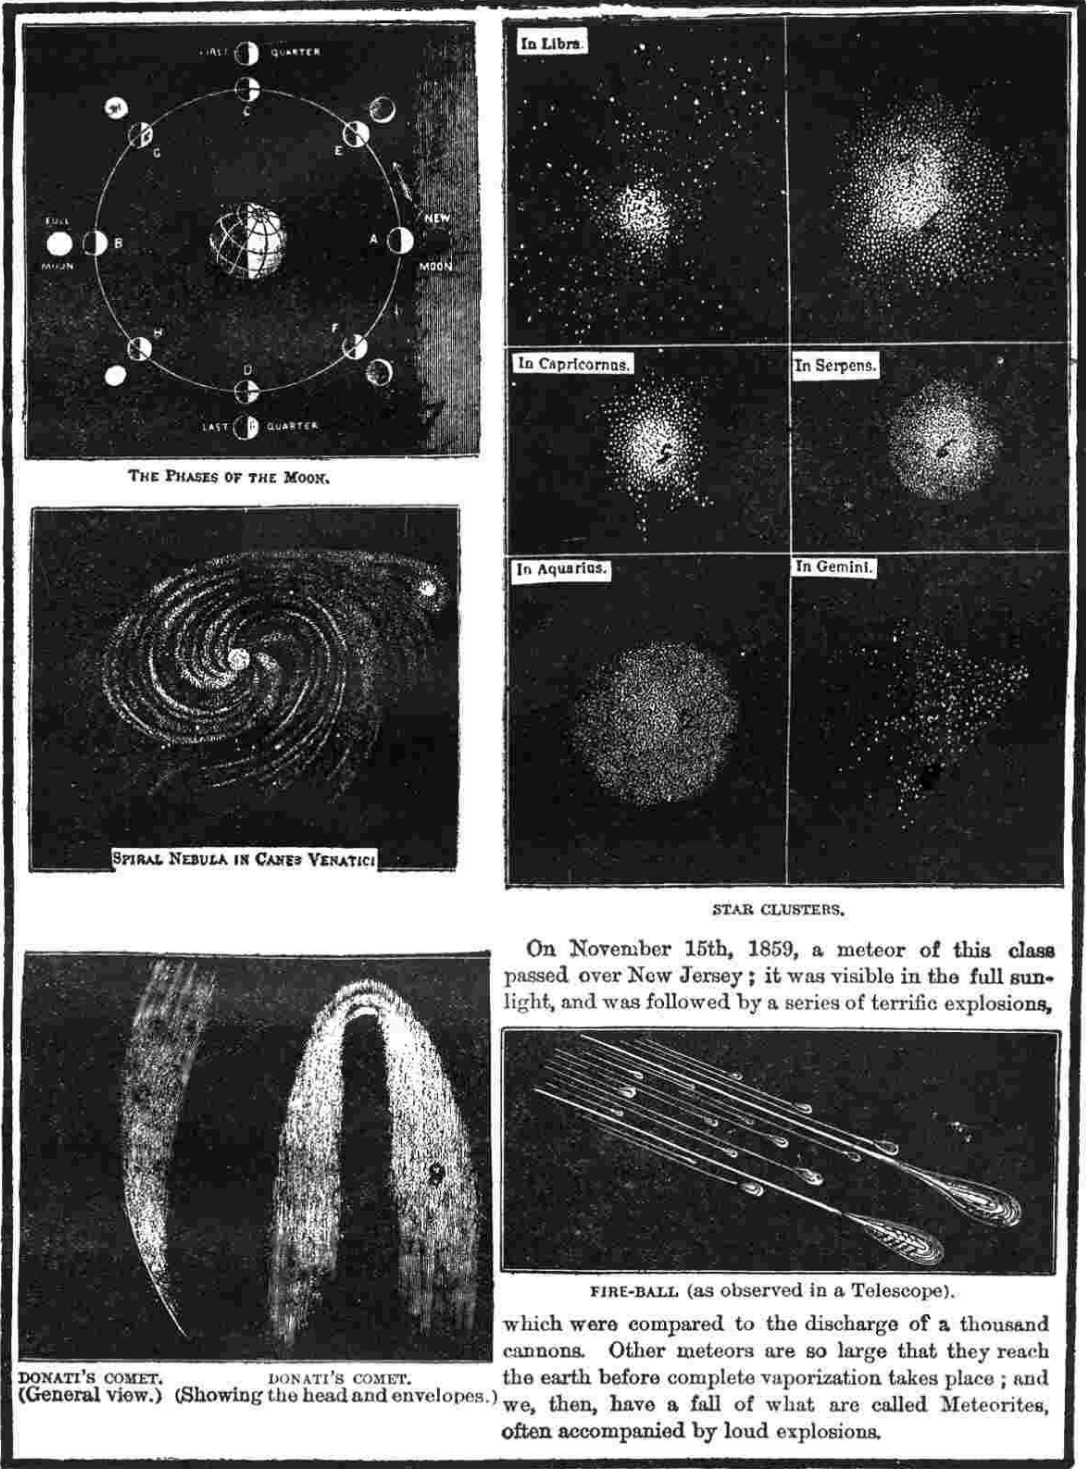 FIRST QUARTER
C
G
E
FULL
MOON
B
A
NEW
MOON
H
F
D
LAST QUARTER
THE PHASES OF THE MOON.
SPIRAL NEBULA IN CANES VENATICI
DONATI'S COMET.
(General view.)
DONATI'S COMET.
(Showing the head and envelopes.)
In Libra.
In Capricornus.
In Serpens.
In Aquarius.
In Gemini.
STAR CLUSTERS.
On November 15th, 1859, a meteor of this class
passed over New Jersey; it was visible in the full sun-
light, and was followed by a series of terrific explosions,
FIRE-BALL (as observed in a Telescope).
which were compared to the discharge of a thousand
cannons. Other meteors are so large that they reach
the earth before complete vaporization takes place; and
we, then, have a fall of what are called Meteorites,
often accompanied by loud explosions.